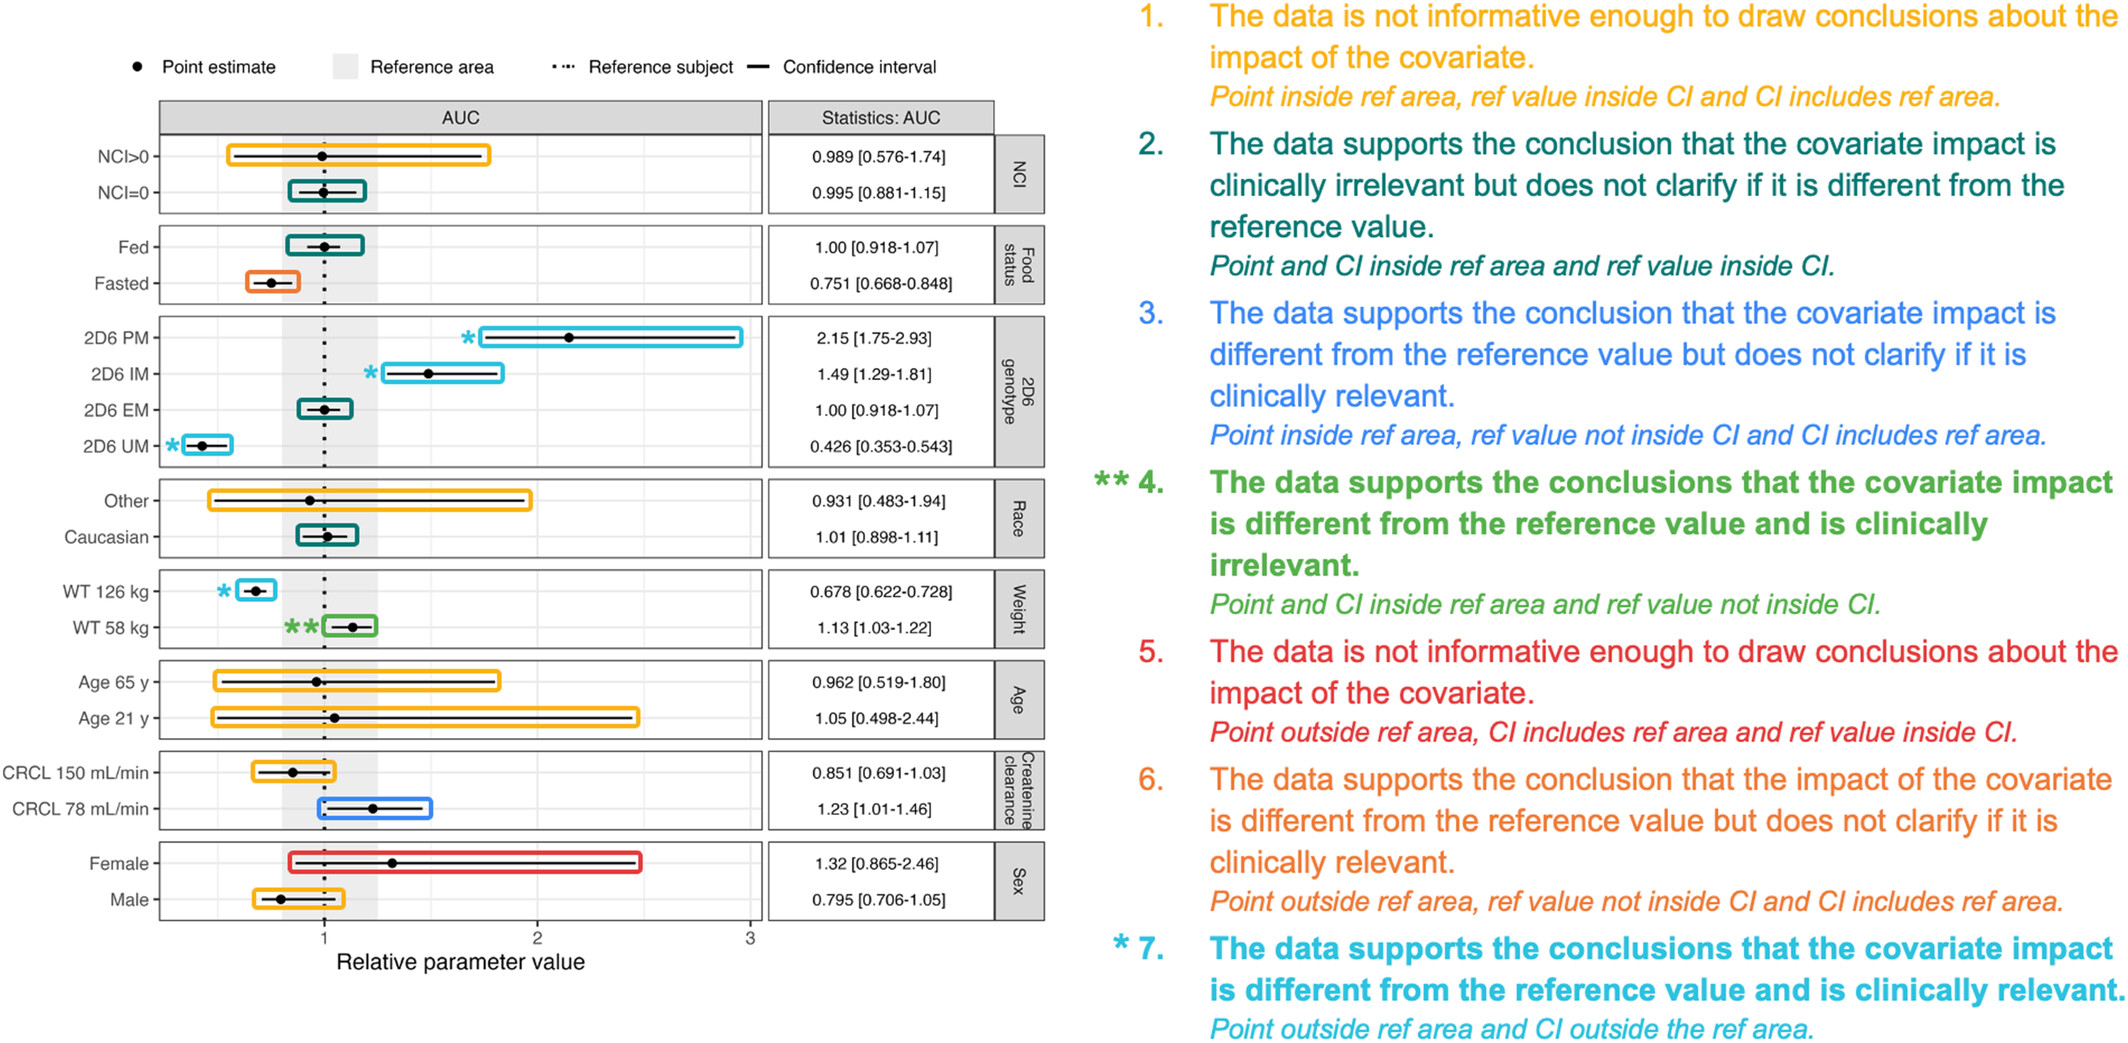 Point estimate Reference area Reference subject Confidence interval
AUC Statistics: AUC
NCI>0 0.989 [0.576-1.74]
NCI=0 0.995 [0.881-1.15]
NCI
Fed 1.00 [0.918-1.07]
Fasted 0.751 [0.668-0.848]
Food
status
2D6 PM * 2.15 [1.75-2.93]
2D6 IM * 1.49 [1.29-1.81]
2D6 EM 1.00 [0.918-1.07]
2D6 UM * 0.426 [0.353-0.543]
2D6
genotype
Other 0.931 [0.483-1.94]
Caucasian 1.01 [0.898-1.11]
Race
WT 126 kg * 0.678 [0.622-0.728]
WT 58 kg ** 1.13 [1.03-1.22]
Weight
Age 65 y 0.962 [0.519-1.80]
Age 21 y 1.05 [0.498-2.44]
Age
CRCL 150 mL/min 0.851 [0.691-1.03]
CRCL 78 mL/min 1.23 [1.01-1.46]
Createnine
clearance
Female 1.32 [0.865-2.46]
Male 0.795 [0.706-1.05]
Sex
1 2 3
Relative parameter value
1. The data is not informative enough to draw conclusions about the
impact of the covariate.
Point inside ref area, ref value inside CI and CI includes ref area.
2. The data supports the conclusion that the covariate impact is
clinically irrelevant but does not clarify if it is different from the
reference value.
Point and CI inside ref area and ref value inside CI.
3. The data supports the conclusion that the covariate impact is
different from the reference value but does not clarify if it is
clinically relevant.
Point inside ref area, ref value not inside CI and CI includes ref area.
** 4. The data supports the conclusions that the covariate impact
is different from the reference value and is clinically
irrelevant.
Point and CI inside ref area and ref value not inside CI.
5. The data is not informative enough to draw conclusions about the
impact of the covariate.
Point outside ref area, CI includes ref area and ref value inside CI.
6. The data supports the conclusion that the impact of the covariate
is different from the reference value but does not clarify if it is
clinically relevant.
Point outside ref area, ref value not inside CI and CI includes ref area.
* 7. The data supports the conclusions that the covariate impact
is different from the reference value and is clinically relevant.
Point outside ref area and CI outside the ref area.